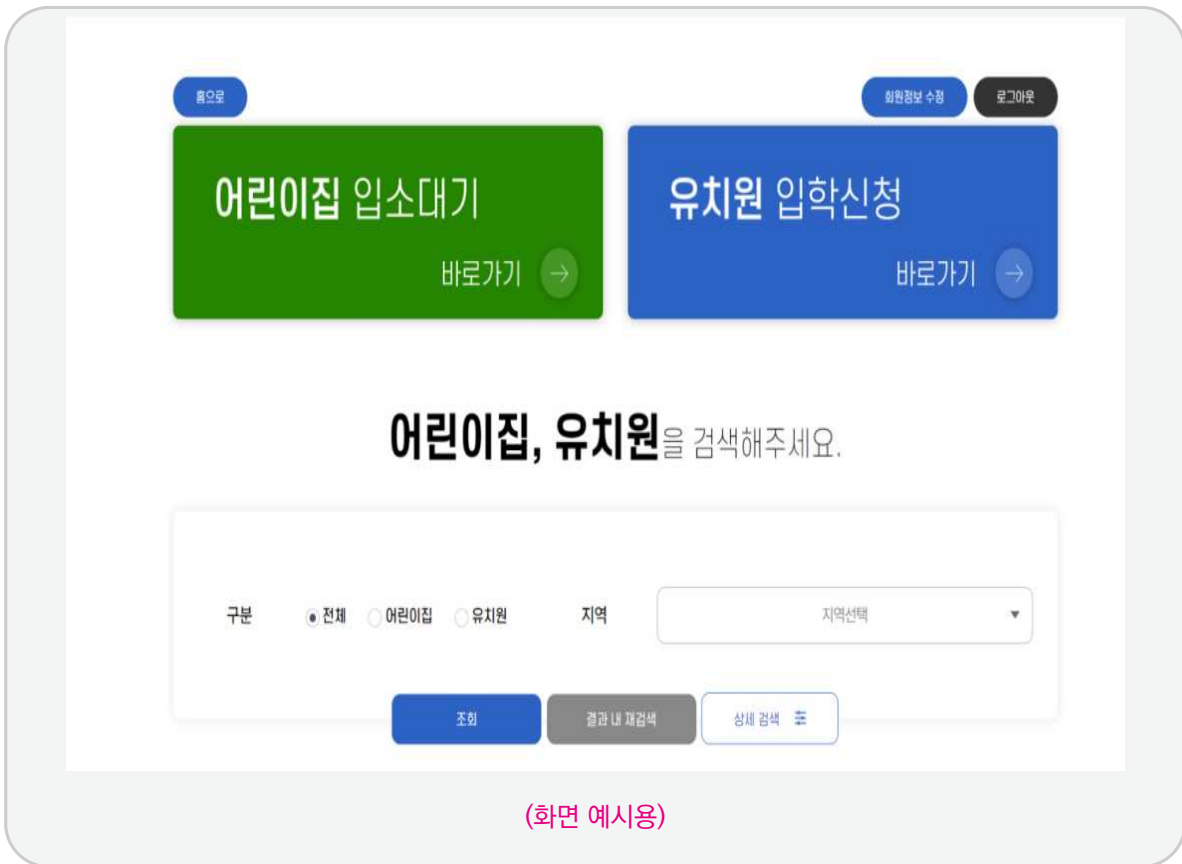 홈으로
회원정보 수정
로그아웃
어린이집 입소대기
바로가기
유치원 입학신청
바로가기
어린이집, 유치원을 검색해주세요.
구분 전체 어린이집 유치원 지역 지역선택
조회 결과 내 재검색 상세 검색
(화면 예시용)